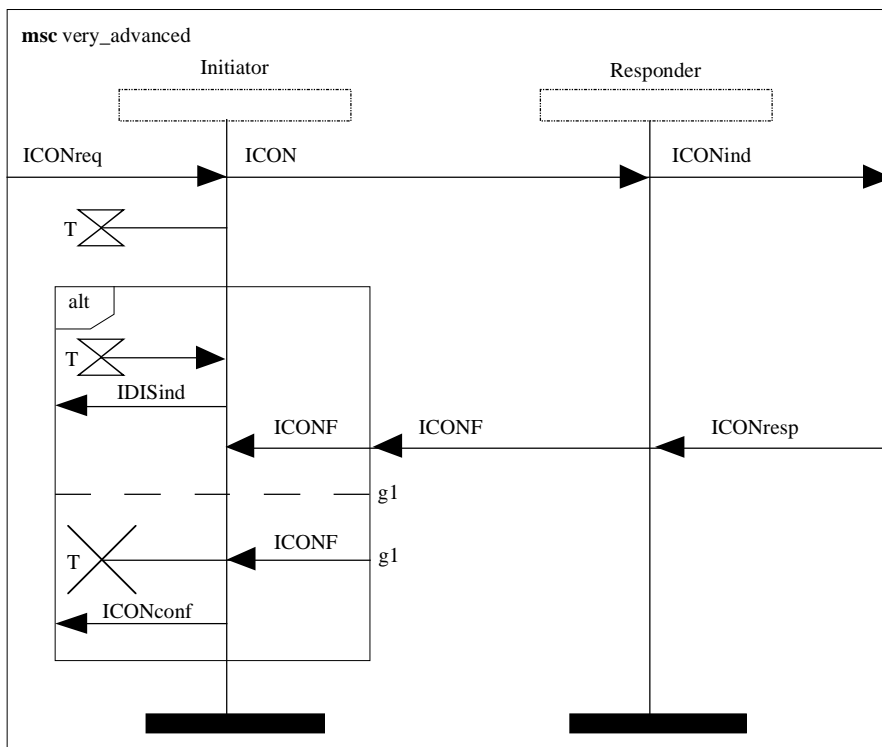 msc very_advanced
Initiator
Responder
ICONreq
ICON
ICONind
T
alt
T
IDISind
ICONF
ICONF
ICONresp
g1
T
ICONF
g1
ICONconf